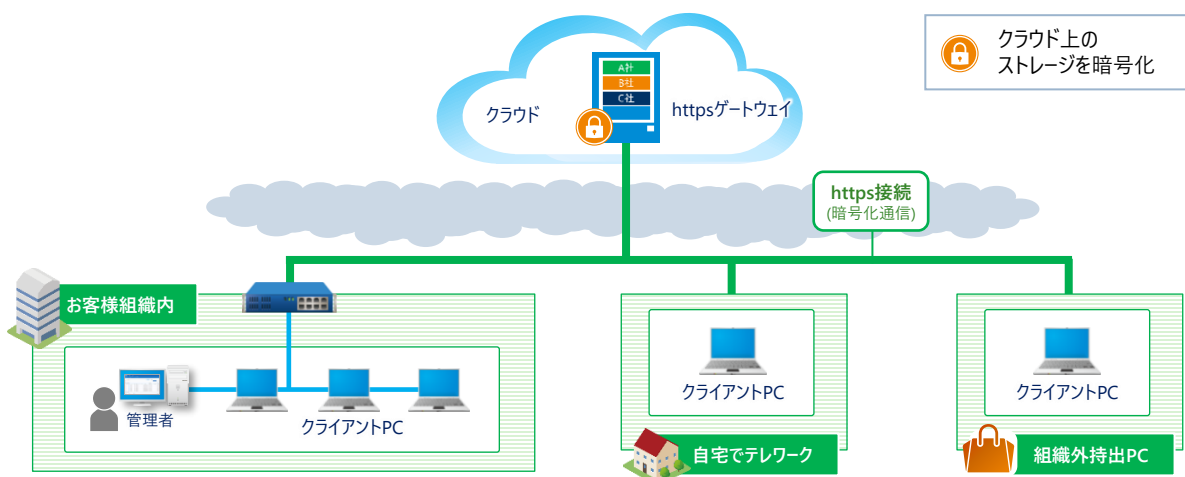 クラウド上の
ストレージを暗号化
A社
B社
C社
クラウド
httpsゲートウェイ
https接続
(暗号化通信)
お客様組織内
管理者
クライアントPC
クライアントPC
自宅でテレワーク
クライアントPC
組織外持出PC